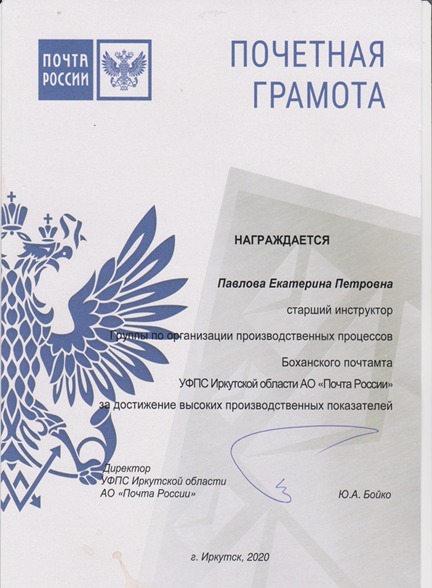 ПОЧТА
РОССИИ
ПОЧЕТНАЯ
ГРАМОТА
НАГРАЖДАЕТСЯ
Павлова Екатерина Петровна
старший инструктор
Группы по организации производственных процессов
Боханского почтамта
УФПС Иркутской области АО «Почта России»
за достижение высоких производственных показателей
Директор
УФПС Иркутской области
АО «Почта России»
Ю.А. Бойко
г. Иркутск, 2020